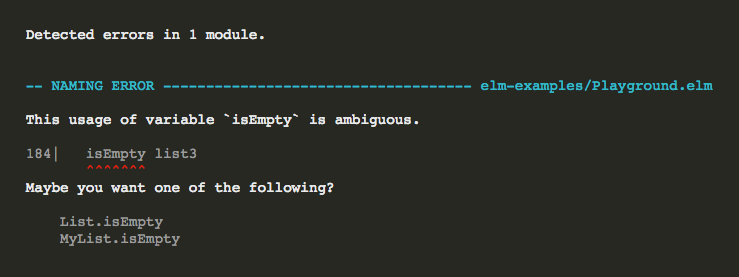 Detected errors in 1 module.
-- NAMING ERROR ------------------------------------ elm-examples/Playground.elm
This usage of variable `isEmpty` is ambiguous.
184|   isEmpty list3
       ^^^^^^^
Maybe you want one of the following?
    List.isEmpty
    MyList.isEmpty